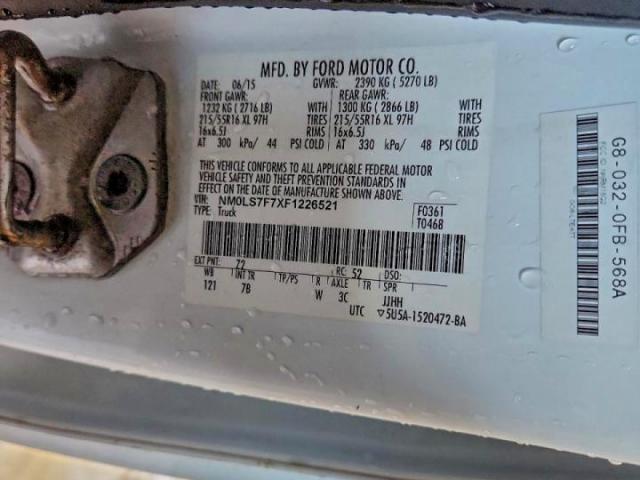 MFD. BY FORD MOTOR CO.
DATE: 06/15 GVWR: 2390 KG ( 5270 LB)
FRONT GAWR: REAR GAWR:
1232 KG ( 2716 LB) WITH 1300 KG ( 2866 LB) WITH
215/55R16 XL 97H TIRES 215/55R16 XL 97H TIRES
16x6.5J RIMS 16x6.5J RIMS
AT 300 kPa/ 44 PSI COLD AT 330 kPa/ 48 PSI COLD
THIS VEHICLE CONFORMS TO ALL APPLICABLE FEDERAL MOTOR
VEHICLE SAFETY AND THEFT PREVENTION STANDARDS IN EFFECT
ON THE DATE OF MANUFACTURE SHOWN ABOVE.
VIN: NM0LS7F7XF1226521
TYPE: Truck
F0361
T0468
EXT PNT: Z2 RC: 52 DSO:
WB INT TR TP/PS R AXLE TR SPR
121 7B W 3C JJHH
UTC ▽5U5A-1520472-BA
G8-032-0FB-568A